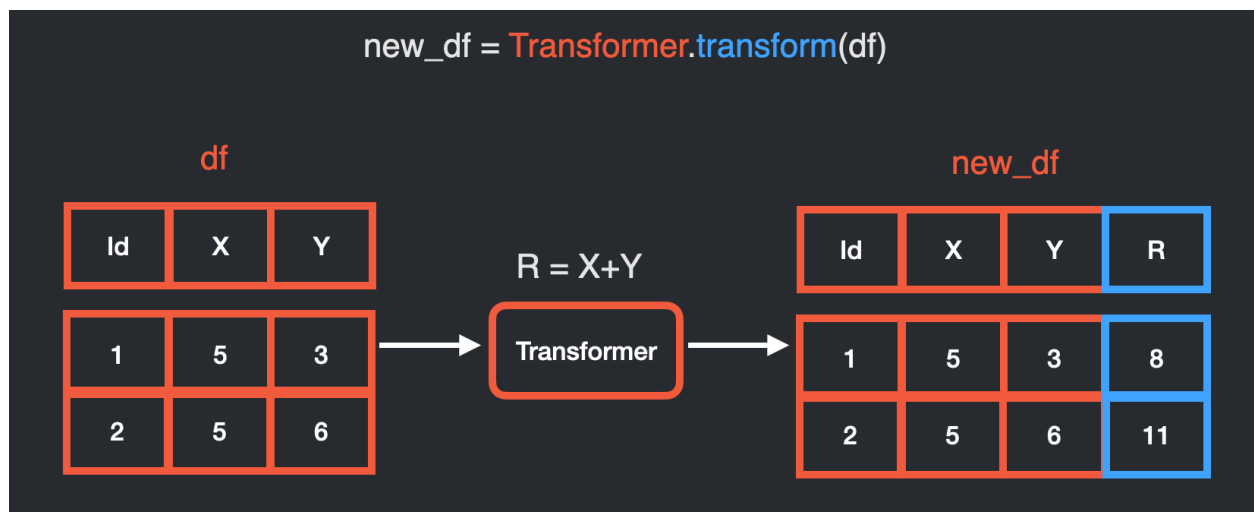 new_df = Transformer.transform(df)
df
Id X Y
1 5 3
2 5 6
R = X+Y
Transformer
new_df
Id X Y R
1 5 3 8
2 5 6 11